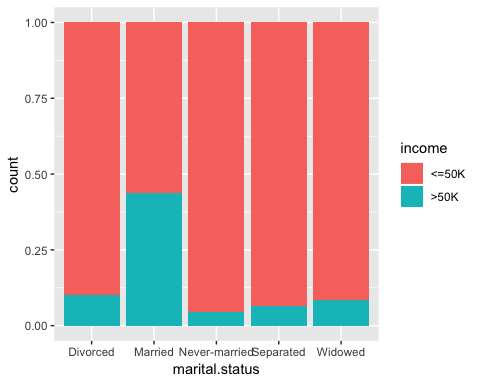 1.00
0.75
0.50
0.25
0.00
count
Divorced Married Never-married Separated Widowed
marital.status
income
<=50K
>50K